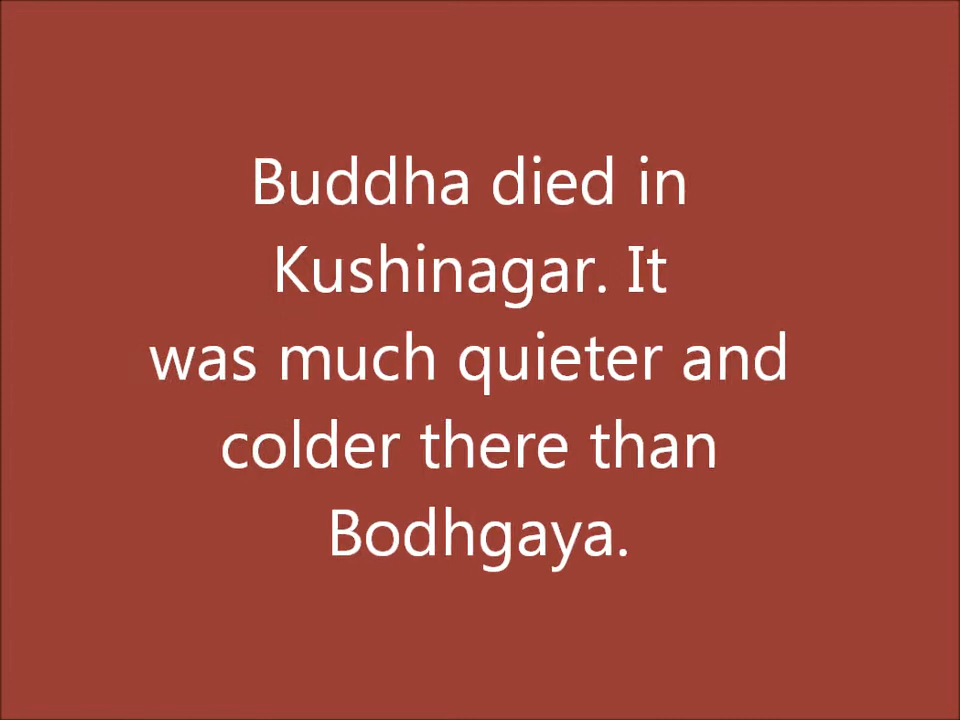 Buddha died in
Kushinagar. It
was much quieter and
colder there than
Bodhgaya.